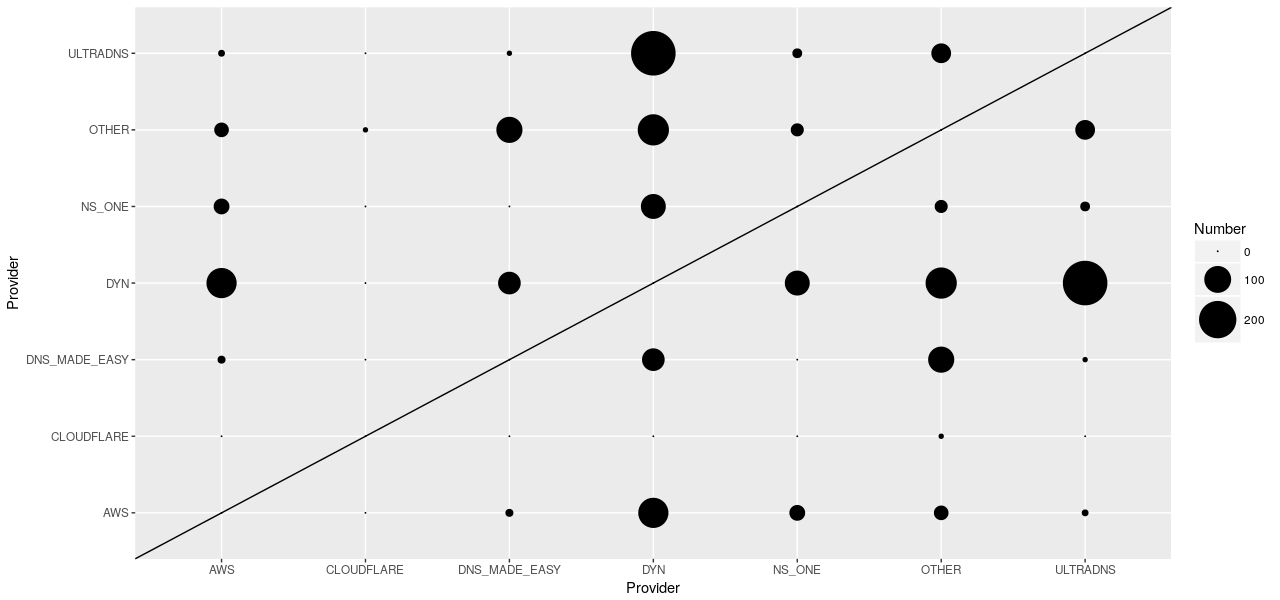 ULTRADNS
OTHER
NS_ONE
DYN
DNS_MADE_EASY
CLOUDFLARE
AWS
Provider
AWS CLOUDFLARE DNS_MADE_EASY DYN NS_ONE OTHER ULTRADNS
Provider
Number
0
100
200